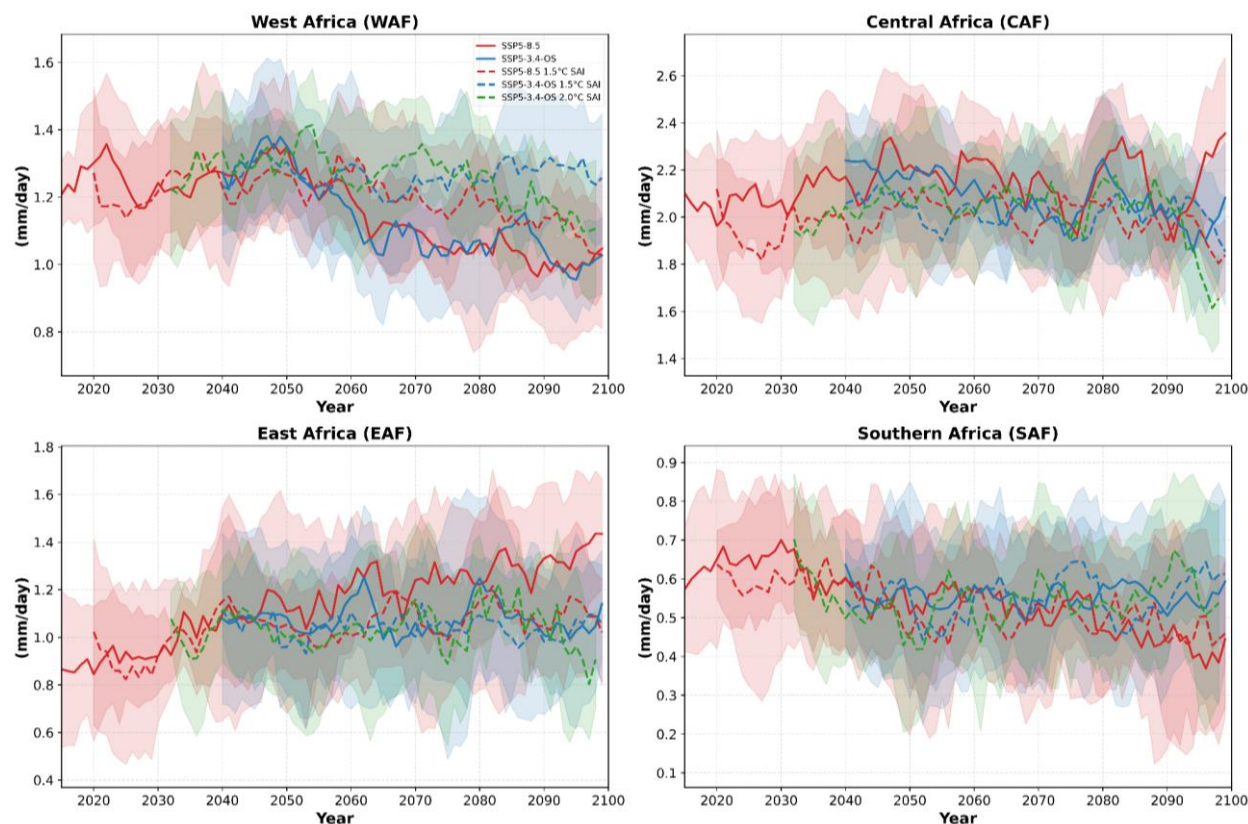 West Africa (WAF)
SSP5-8.5
SSP5-3.4-OS
SSP5-8.5 1.5°C SAI
SSP5-3.4-OS 1.5°C SAI
SSP5-3.4-OS 2.0°C SAI
(mm/day)
1.6
1.4
1.2
1.0
0.8
2020 2030 2040 2050 2060 2070 2080 2090 2100
Year
Central Africa (CAF)
(mm/day)
2.6
2.4
2.2
2.0
1.8
1.6
1.4
2020 2030 2040 2050 2060 2070 2080 2090 2100
Year
East Africa (EAF)
(mm/day)
1.8
1.6
1.4
1.2
1.0
0.8
0.6
0.4
2020 2030 2040 2050 2060 2070 2080 2090 2100
Year
Southern Africa (SAF)
(mm/day)
0.9
0.8
0.7
0.6
0.5
0.4
0.3
0.2
0.1
2020 2030 2040 2050 2060 2070 2080 2090 2100
Year